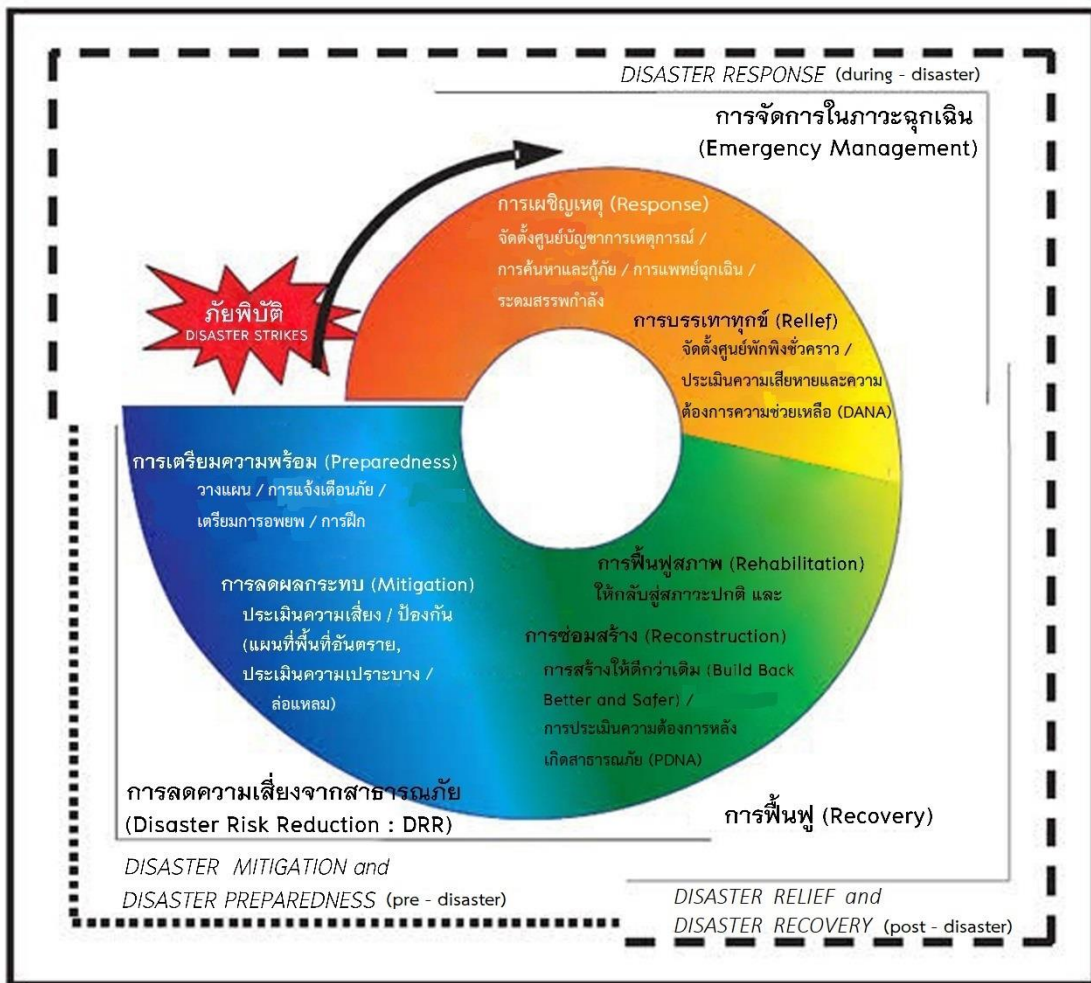 DISASTER RESPONSE (during - disaster)
การจัดการในภาวะฉุกเฉิน
(Emergency Management)
การเผชิญเหตุ (Response)
จัดตั้งศูนย์บัญชาการเหตุการณ์ /
การค้นหาและกู้ภัย / การแพทย์ฉุกเฉิน /
ระดมสรรพกำลัง
ภัยพิบัติ
DISASTER STRIKES
การบรรเทาทุกข์ (Rellef)
จัดตั้งศูนย์พักพิงชั่วคราว /
ประเมินความเสียหายและความ
ต้องการความช่วยเหลือ (DANA)
การเตรียมความพร้อม (Preparedness)
วางแผน / การแจ้งเตือนภัย /
เตรียมการอพยพ / การฝึก
การลดผลกระทบ (Mitigation)
ประเมินความเสี่ยง / ป้องกัน
(แผนที่พื้นที่อันตราย,
ประเมินความเปราะบาง /
ล่อแหลม)
การฟื้นฟูสภาพ (Rehabilitation)
ให้กลับสู่สภาวะปกติ และ
การซ่อมสร้าง (Reconstruction)
การสร้างให้ดีกว่าเดิม (Build Back
Better and Safer) /
การประเมินความต้องการหลัง
เกิดสาธารณภัย (PDNA)
การลดความเสี่ยงจากสาธารณภัย
(Disaster Risk Reduction : DRR)
การฟื้นฟู (Recovery)
DISASTER MITIGATION and
DISASTER PREPAREDNESS (pre - disaster)
DISASTER RELIEF and
DISASTER RECOVERY (post - disaster)